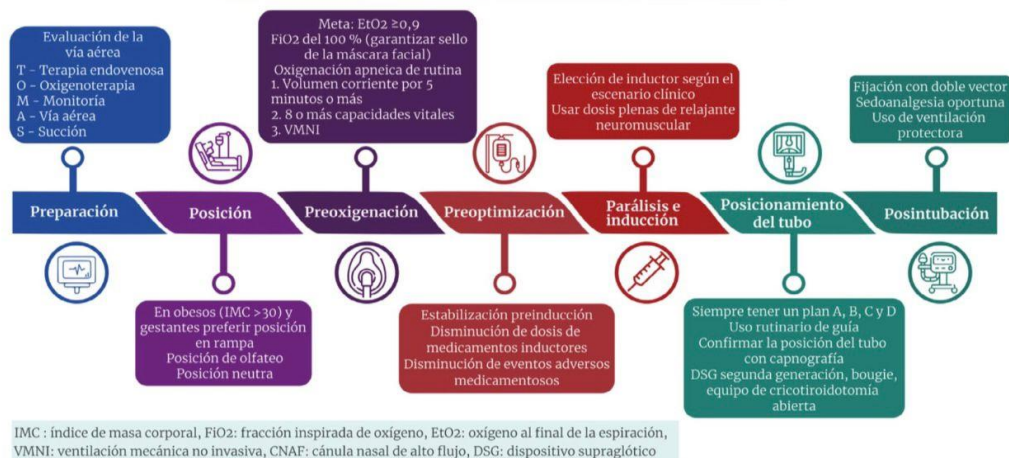 Evaluación de la
vía aérea
T - Terapia endovenosa
O - Oxigenoterapia
M - Monitoría
A - Vía aérea
S - Succión
Meta: EtO2 ≥0,9
FiO2 del 100 % (garantizar sello
de la máscara facial)
Oxigenación apneica de rutina
1. Volumen corriente por 5
minutos o más
2. 8 o más capacidades vitales
3. VMNI
Elección de inductor según el
escenario clínico
Usar dosis plenas de relajante
neuromuscular
Fijación con doble vector
Sedoanalgesia oportuna
Uso de ventilación
protectora
Preparación
Posición
Preoxigenación
Preoptimización
Parálisis e
inducción
Posicionamiento
del tubo
Posintubación
En obesos (IMC >30) y
gestantes preferir posición
en rampa
Posición de olfateo
Posición neutra
Estabilización preinducción
Disminución de dosis de
medicamentos inductores
Disminución de eventos adversos
medicamentosos
Siempre tener un plan A, B, C y D
Uso rutinario de guía
Confirmar la posición del tubo
con capnografía
DSG segunda generación, bougie,
equipo de cricotiroidotomía
abierta
IMC : índice de masa corporal, FiO2: fracción inspirada de oxígeno, EtO2: oxígeno al final de la espiración,
VMNI: ventilación mecánica no invasiva, CNAF: cánula nasal de alto flujo, DSG: dispositivo supraglótico